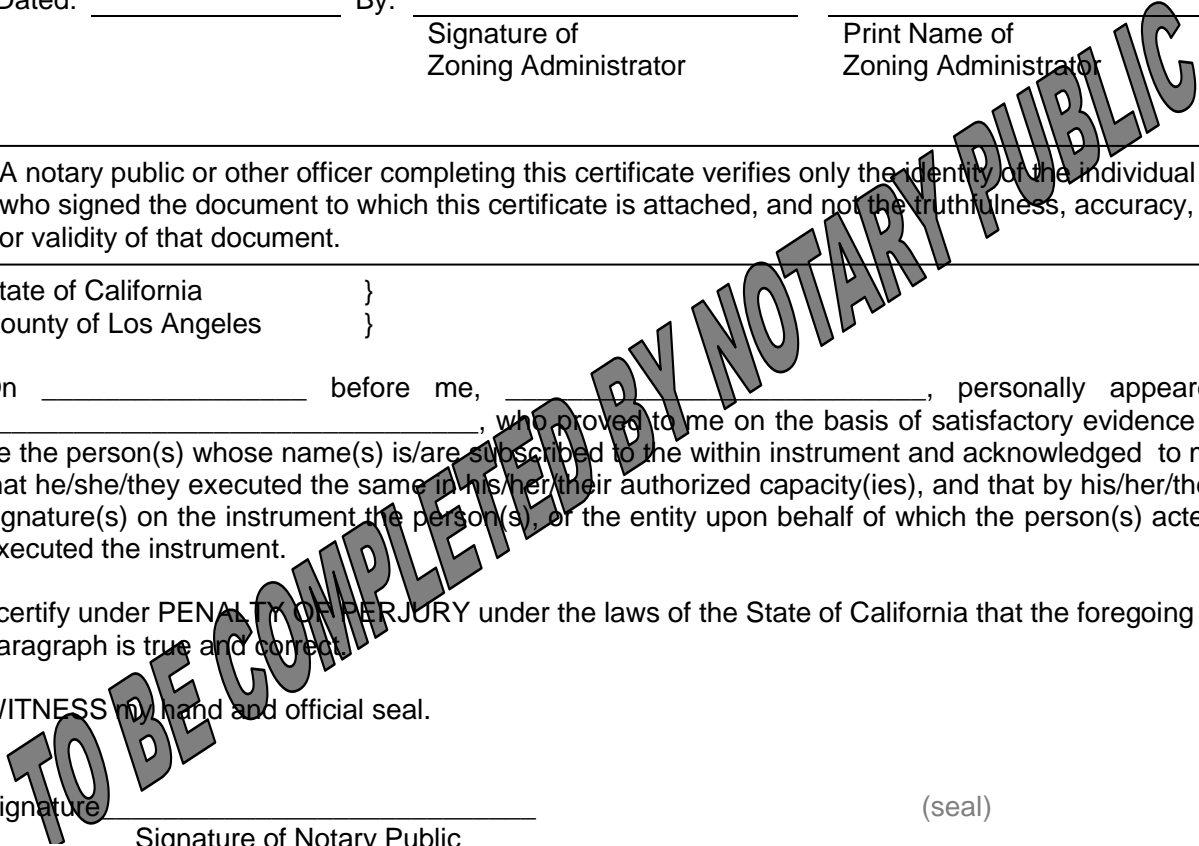 Dated: ____________________ By: 
Signature of Print Name of
Zoning Administrator Zoning Administrator
A notary public or other officer completing this certificate verifies only the identity of the individual
who signed the document to which this certificate is attached, and not the truthfulness, accuracy,
or validity of that document.
tate of California }
ounty of Los Angeles }
n ___________________ before me, ______________________________, personally appeare
__________________________________, who proved to me on the basis of satisfactory evidence
e the person(s) whose name(s) is/are subscribed to the within instrument and acknowledged to m
hat he/she/they executed the same in his/her/their authorized capacity(ies), and that by his/her/the
ignature(s) on the instrument the person(s), or the entity upon behalf of which the person(s) acte
xecuted the instrument.
certify under PENALTY OF PERJURY under the laws of the State of California that the foregoing
aragraph is true and correct.
WITNESS my hand and official seal.
ignature_______________________________ (seal)
Signature of Notary Public
TO BE COMPLETED BY NOTARY PUBLIC